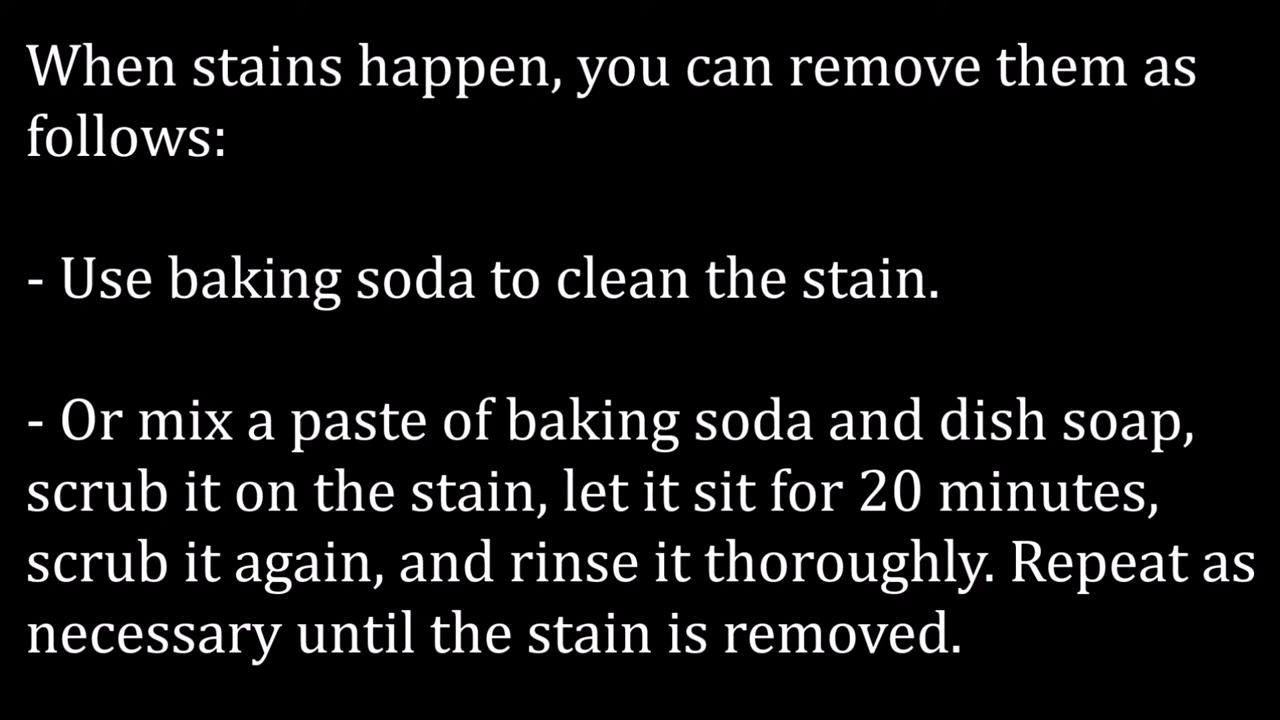 When stains happen, you can remove them as
follows:
- Use baking soda to clean the stain.
- Or mix a paste of baking soda and dish soap,
scrub it on the stain, let it sit for 20 minutes,
scrub it again, and rinse it thoroughly. Repeat as
necessary until the stain is removed.